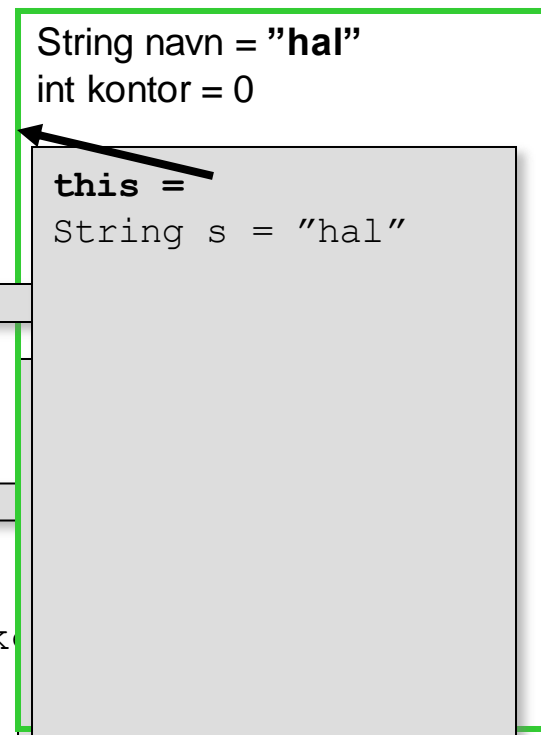 String navn = ”hal”
int kontor = 0
this =
String s = ”hal”